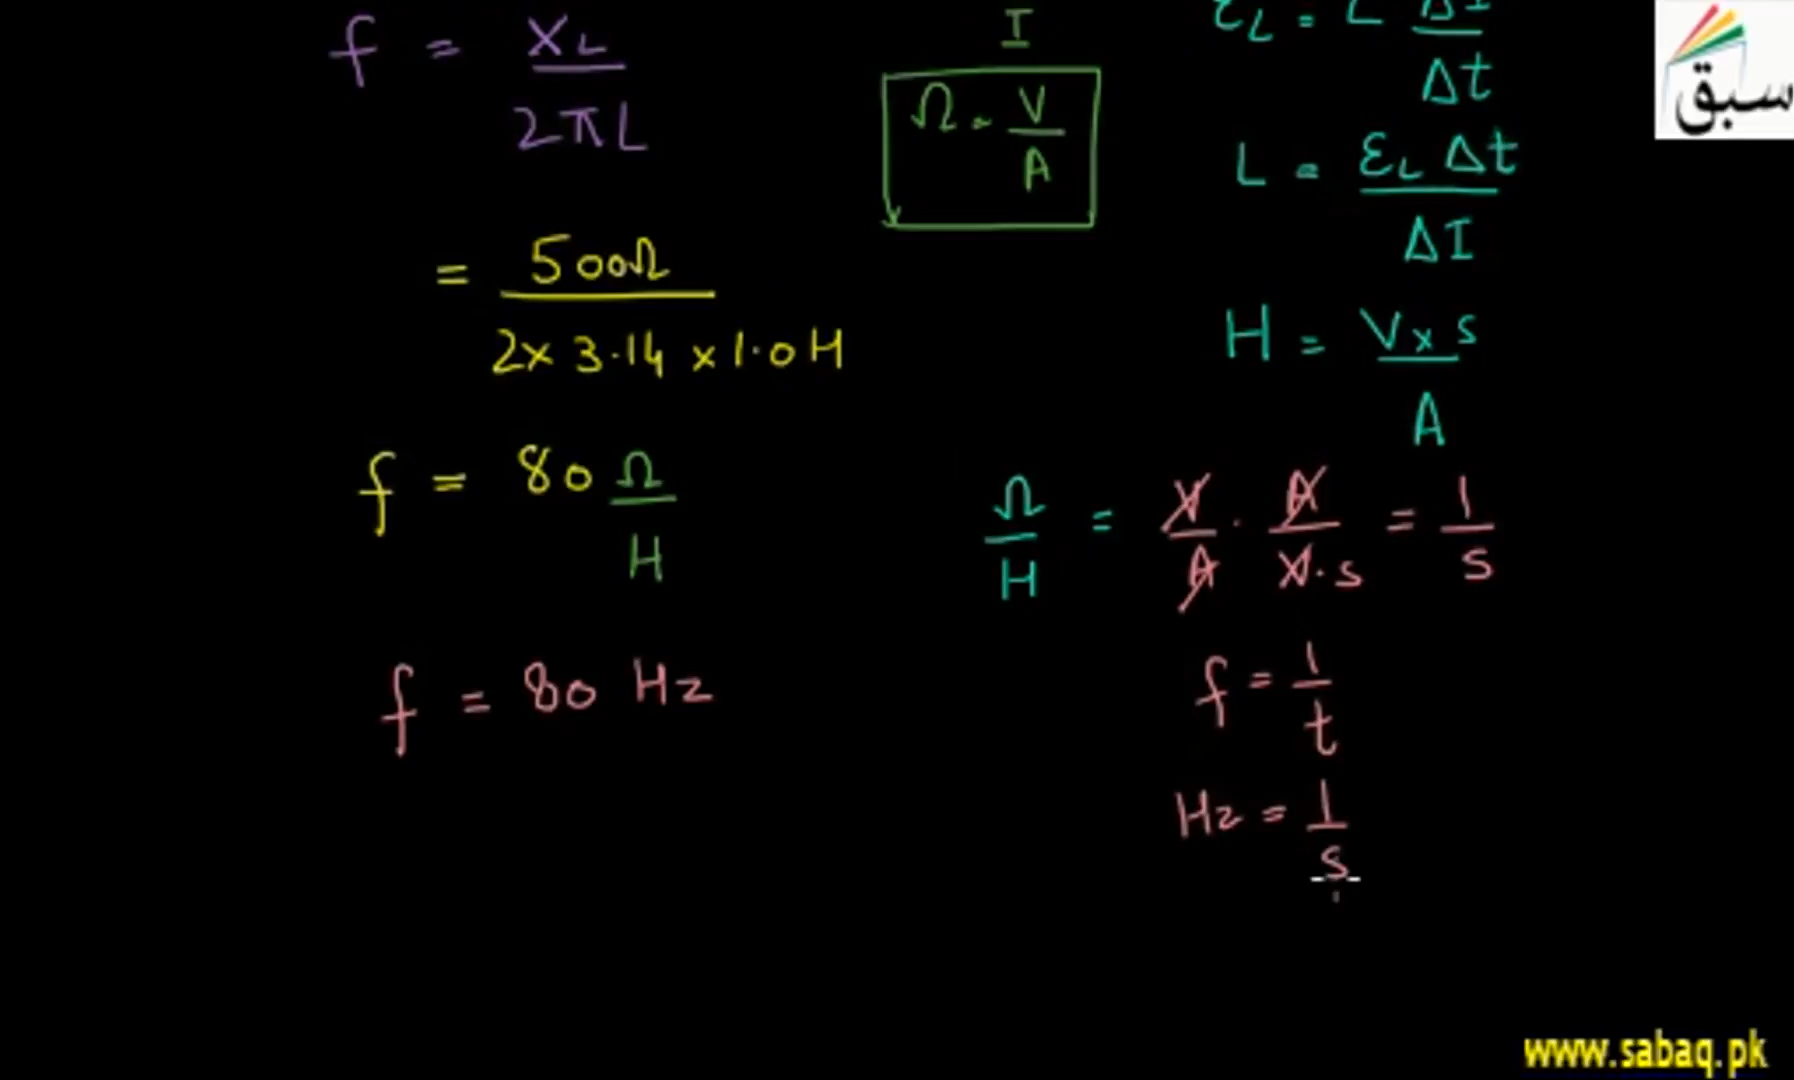 f = X_L / 2πL
= 500Ω / 2 x 3.14 x 1.0 H
f = 80 Ω / H
f = 80 Hz
I
Ω = V / A
ε_L = L ΔI / Δt
L = ε_L Δt / ΔI
H = V x s / A
Ω / H = V / A . A / V . s = 1 / s
f = 1 / t
Hz = 1 / s
سبق
www.sabaq.pk